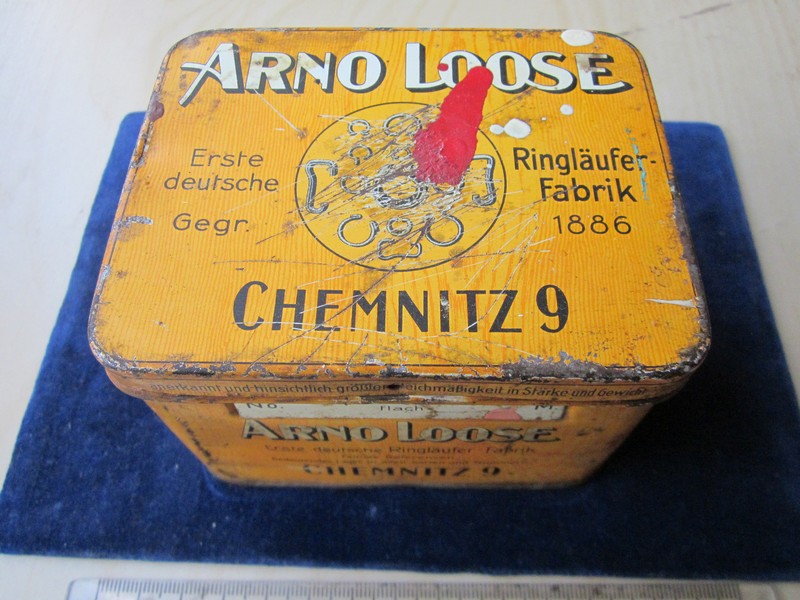 ARNO LOOSE
Erste deutsche
Ringläufer-Fabrik
Gegr. 1886
CHEMNITZ 9
anerkannt und hinsichtlich größter Gleichmäßigkeit in Stärke und Gewicht
No. flach M.
ARNO LOOSE
Erste deutsche Ringläufer-Fabrik
CHEMNITZ 9